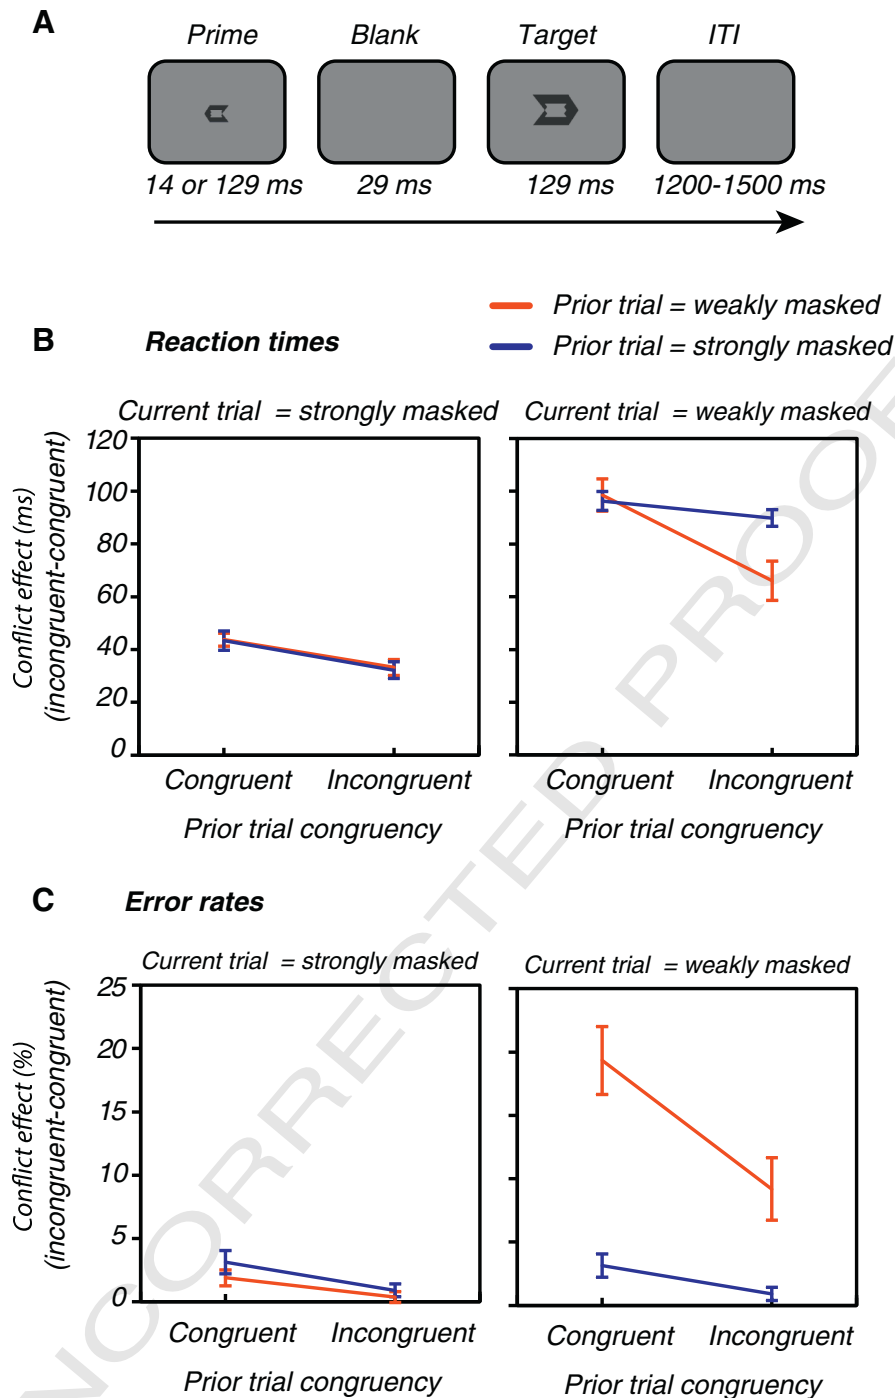 A
Prime Blank Target ITI
14 or 129 ms 29 ms 129 ms 1200-1500 ms
Prior trial = weakly masked
Prior trial = strongly masked
B Reaction times
Current trial = strongly masked Current trial = weakly masked
Conflict effect (ms)
(incongruent-congruent)
120
100
80
60
40
20
0
Congruent Incongruent Congruent Incongruent
Prior trial congruency Prior trial congruency
C Error rates
Current trial = strongly masked Current trial = weakly masked
Conflict effect (%)
(incongruent-congruent)
25
20
15
10
5
0
Congruent Incongruent Congruent Incongruent
Prior trial congruency Prior trial congruency
NCORRECTED PROOF